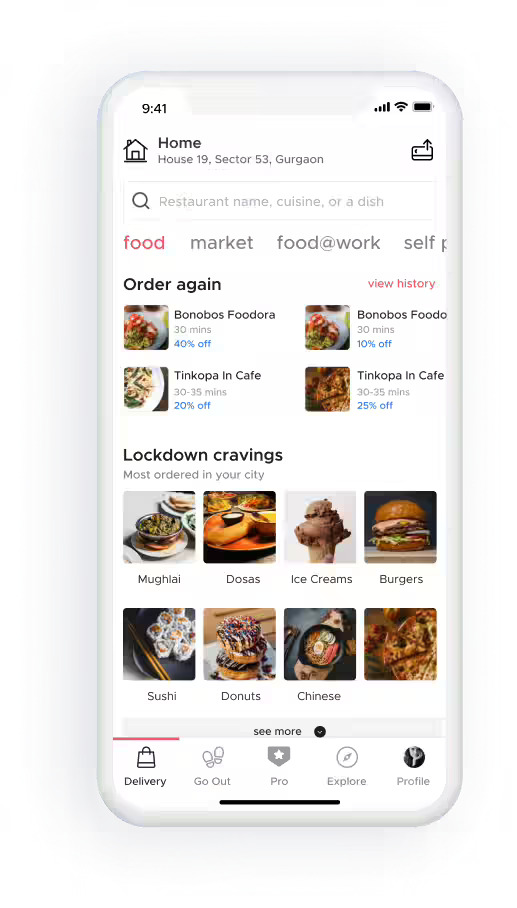 9:41
Home
House 19, Sector 53, Gurgaon
Restaurant name, cuisine, or a dish
food market food@work self p
Order again view history
Bonobos Foodora Bonobos Foodo
30 mins 30 mins
40% off 10% off
Tinkopa In Cafe Tinkopa In Cafe
30-35 mins 30-35 mins
20% off 25% off
Lockdown cravings
Most ordered in your city
Mughlai Dosas Ice Creams Burgers
Sushi Donuts Chinese
see more
Delivery Go Out Pro Explore Profile